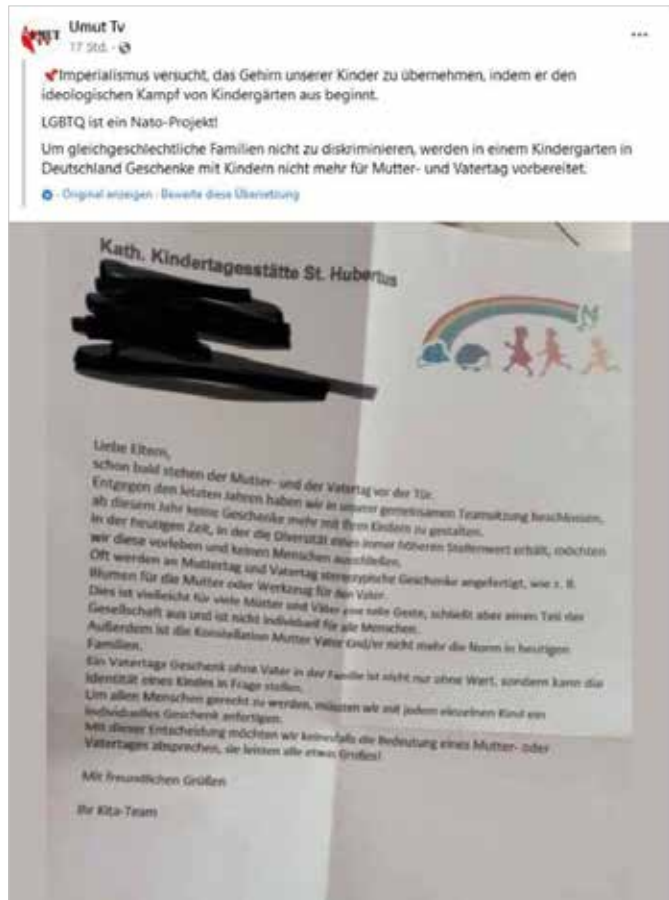 UMUT TV
Umut Tv
17 Std. ·
Imperialismus versucht, das Gehirn unserer Kinder zu übernehmen, indem er den
ideologischen Kampf von Kindergärten aus beginnt.
LGBTQ ist ein Nato-Projekt!
Um gleichgeschlechtliche Familien nicht zu diskriminieren, werden in einem Kindergarten in
Deutschland Geschenke mit Kindern nicht mehr für Mutter- und Vatertag vorbereitet.
· Original anzeigen · Bewerte diese Übersetzung
Kath. Kindertagesstätte St. Hubertus
Liebe Eltern,
schon bald stehen der Mutter- und der Vatertag vor der Tür.
Entgegen den letzten Jahren haben wir in unserer gemeinsamen Teamsitzung beschlossen,
ab diesem Jahr keine Geschenke mehr mit Ihren Kindern zu gestalten.
In der heutigen Zeit, in der die Diversität einen immer höheren Stellenwert erhält, möchten
wir diese vorleben und keinen Menschen ausschließen.
Oft werden an Muttertag und Vatertag stereotypische Geschenke angefertigt, wie z. B.
Blumen für die Mutter oder Werkzeug für den Vater.
Dies ist vielleicht für viele Mütter und Väter eine tolle Geste, schließt aber einen Teil der
Gesellschaft aus und ist nicht individuell für alle Menschen.
Außerdem ist die Konstellation Mutter Vater Kind/er nicht mehr die Norm in heutigen
Familien.
Ein Vatertags Geschenk ohne Vater in der Familie ist nicht nur ohne Wert, sondern kann die
Identität eines Kindes in Frage stellen.
Um allen Menschen gerecht zu werden, müssten wir mit jedem einzelnen Kind ein
individuelles Geschenk anfertigen.
Mit dieser Entscheidung möchten wir keinesfalls die Bedeutung eines Mutter- oder
Vatertages absprechen, sie leisten alle etwas Großes!
Mit freundlichen Grüßen
Ihr Kita-Team